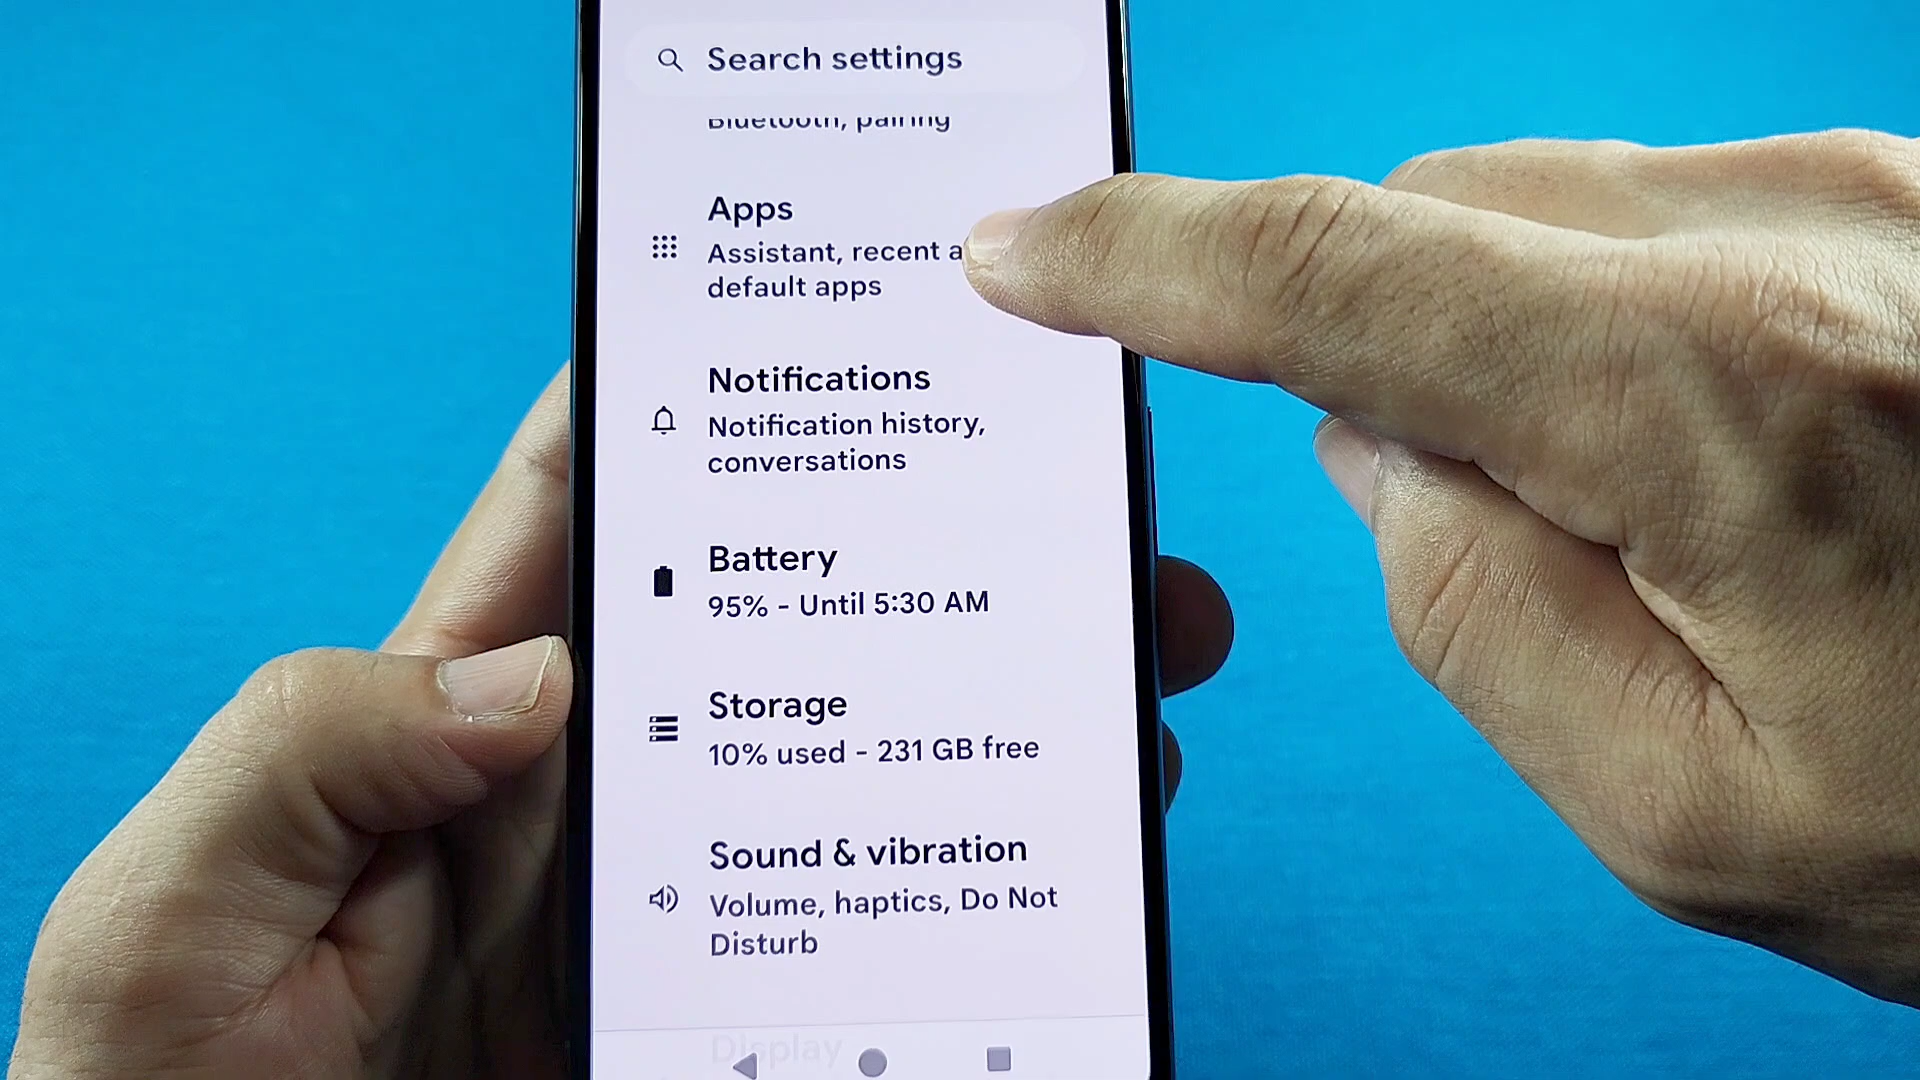 Search settings
Bluetooth, pairing
Apps
Assistant, recent a
default apps
Notifications
Notification history,
conversations
Battery
95% - Until 5:30 AM
Storage
10% used - 231 GB free
Sound & vibration
Volume, haptics, Do Not
Disturb
Display